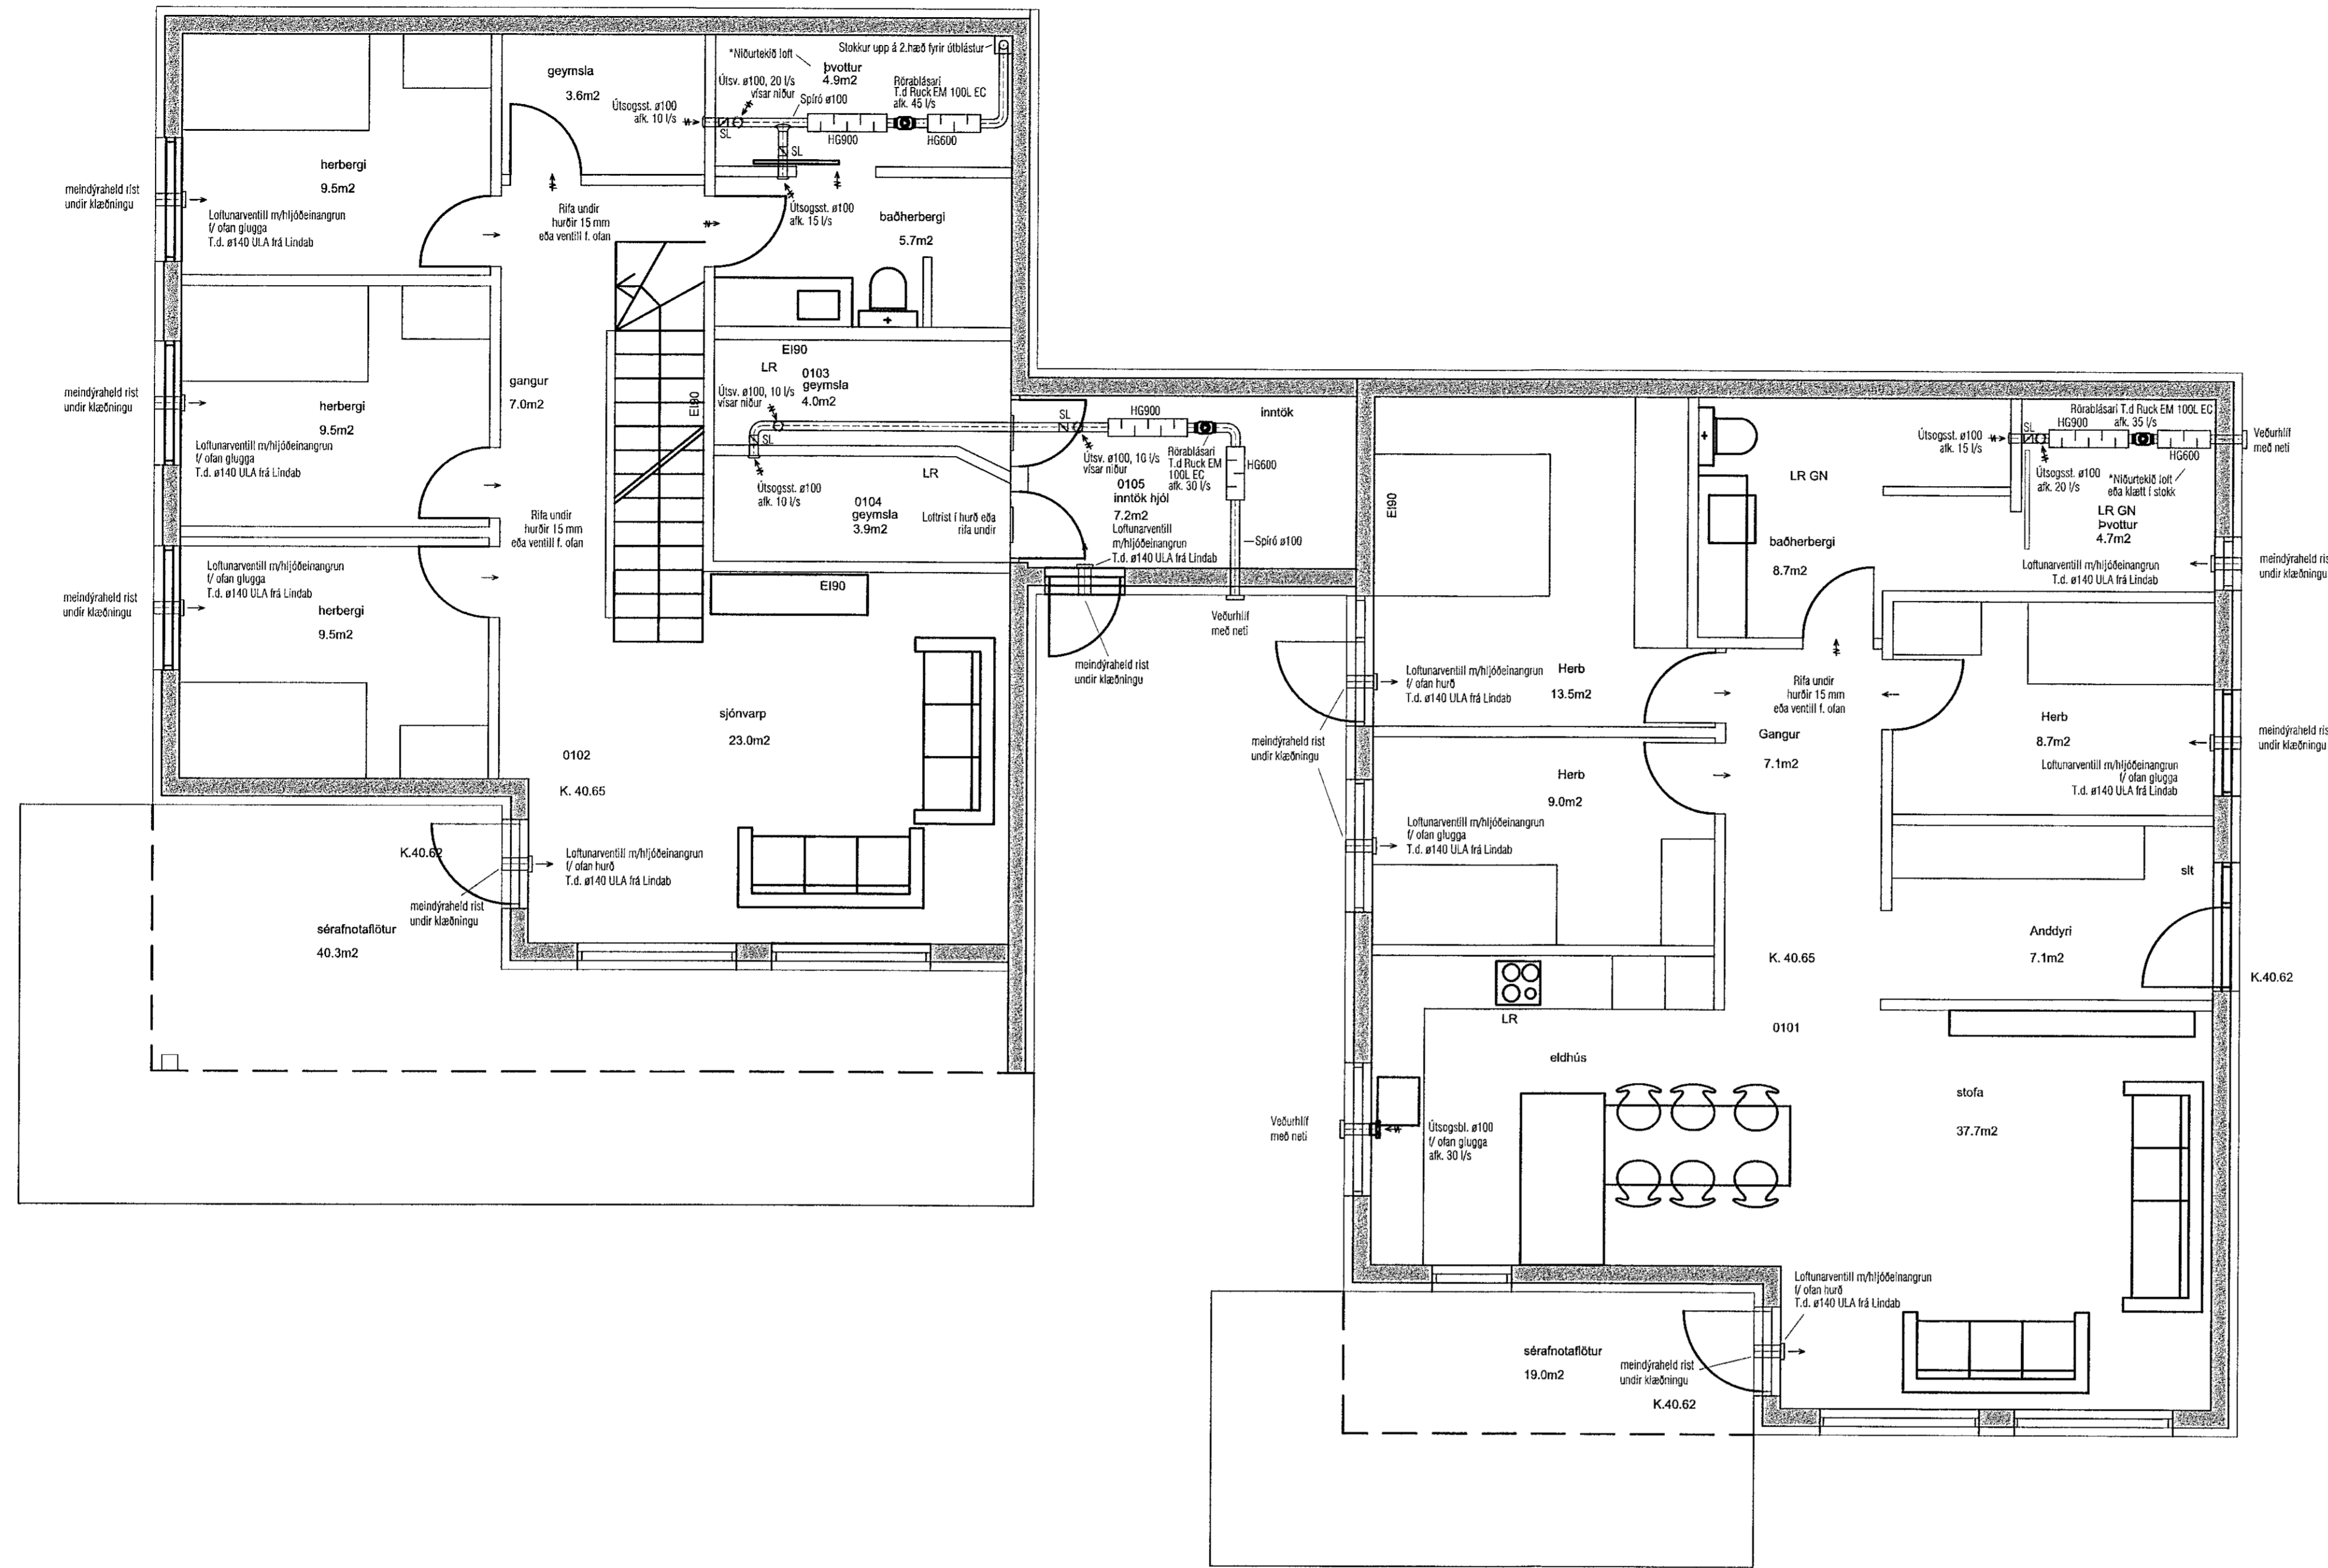 geymsla
3.6m2
*Niðurtekið loft
Stokkur upp á 2.hæð fyrir útblástur
þvottur
4.9m2
Útsv. ø100, 20 l/s
vísar niður
Spíró ø100
Rörablásari
T.d Ruck EM 100L EC
afk. 45 l/s
Útsogsst. ø100
afk. 10 l/s
SL
HG900
HG600
SL
herbergi
9.5m2
meindýraheld rist
undir klæðningu
Loftunarventill m/hljóðeinangrun
f/ ofan glugga
T.d. ø140 ULA frá Lindab
Rifa undir
hurðir 15 mm
eða ventill f. ofan
Útsogsst. ø100
afk. 15 l/s
baðherbergi
5.7m2
EI90
LR
0103
geymsla
4.0m2
Útsv. ø100, 10 l/s
vísar niður
EI90
SL
gangur
7.0m2
meindýraheld rist
undir klæðningu
herbergi
9.5m2
Loftunarventill m/hljóðeinangrun
f/ ofan glugga
T.d. ø140 ULA frá Lindab
Útsogsst. ø100
afk. 10 l/s
LR
0104
geymsla
3.9m2
Loftrist í hurð eða
rifa undir
SL
HG900
inntök
Útsv. ø100, 10 l/s
vísar niður
Rörablásari
T.d Ruck EM
100L EC
afk. 30 l/s
HG600
0105
inntök hjól
7.2m2
Loftunarventill
m/hljóðeinangrun
T.d. ø140 ULA frá Lindab
Spíró ø100
Rifa undir
hurðir 15 mm
eða ventill f. ofan
Loftunarventill m/hljóðeinangrun
f/ ofan glugga
T.d. ø140 ULA frá Lindab
meindýraheld rist
undir klæðningu
herbergi
9.5m2
EI90
Veðurhlíf
með neti
meindýraheld rist
undir klæðningu
sjónvarp
23.0m2
0102
K. 40.65
K.40.62
Loftunarventill m/hljóðeinangrun
f/ ofan hurð
T.d. ø140 ULA frá Lindab
meindýraheld rist
undir klæðningu
sérafnotaflötur
40.3m2
EI90
LR GN
baðherbergi
8.7m2
Útsogsst. ø100
afk. 15 l/s
Rörablásari T.d Ruck EM 100L EC
afk. 35 l/s
SL
HG900
HG600
Veðurhlíf
með neti
Útsogsst. ø100
afk. 20 l/s
*Niðurtekið loft
eða klætt í stokk
LR GN
Þvottur
4.7m2
Loftunarventill m/hljóðeinangrun
T.d. ø140 ULA frá Lindab
meindýraheld ris
undir klæðningu
Loftunarventill m/hljóðeinangrun
f/ ofan hurð
T.d. ø140 ULA frá Lindab
Herb
13.5m2
Rifa undir
hurðir 15 mm
eða ventill f. ofan
Gangur
7.1m2
Herb
8.7m2
Loftunarventill m/hljóðeinangrun
f/ ofan glugga
T.d. ø140 ULA frá Lindab
meindýraheld ris
undir klæðningu
meindýraheld rist
undir klæðningu
Herb
9.0m2
Loftunarventill m/hljóðeinangrun
f/ ofan glugga
T.d. ø140 ULA frá Lindab
slt
Anddyri
7.1m2
K. 40.65
K.40.62
LR
0101
eldhús
stofa
37.7m2
Veðurhlíf
með neti
Útsogsbl. ø100
f/ ofan glugga
afk. 30 l/s
Loftunarventill m/hljóðeinangrun
f/ ofan hurð
T.d. ø140 ULA frá Lindab
sérafnotaflötur
19.0m2
meindýraheld rist
undir klæðningu
K.40.62